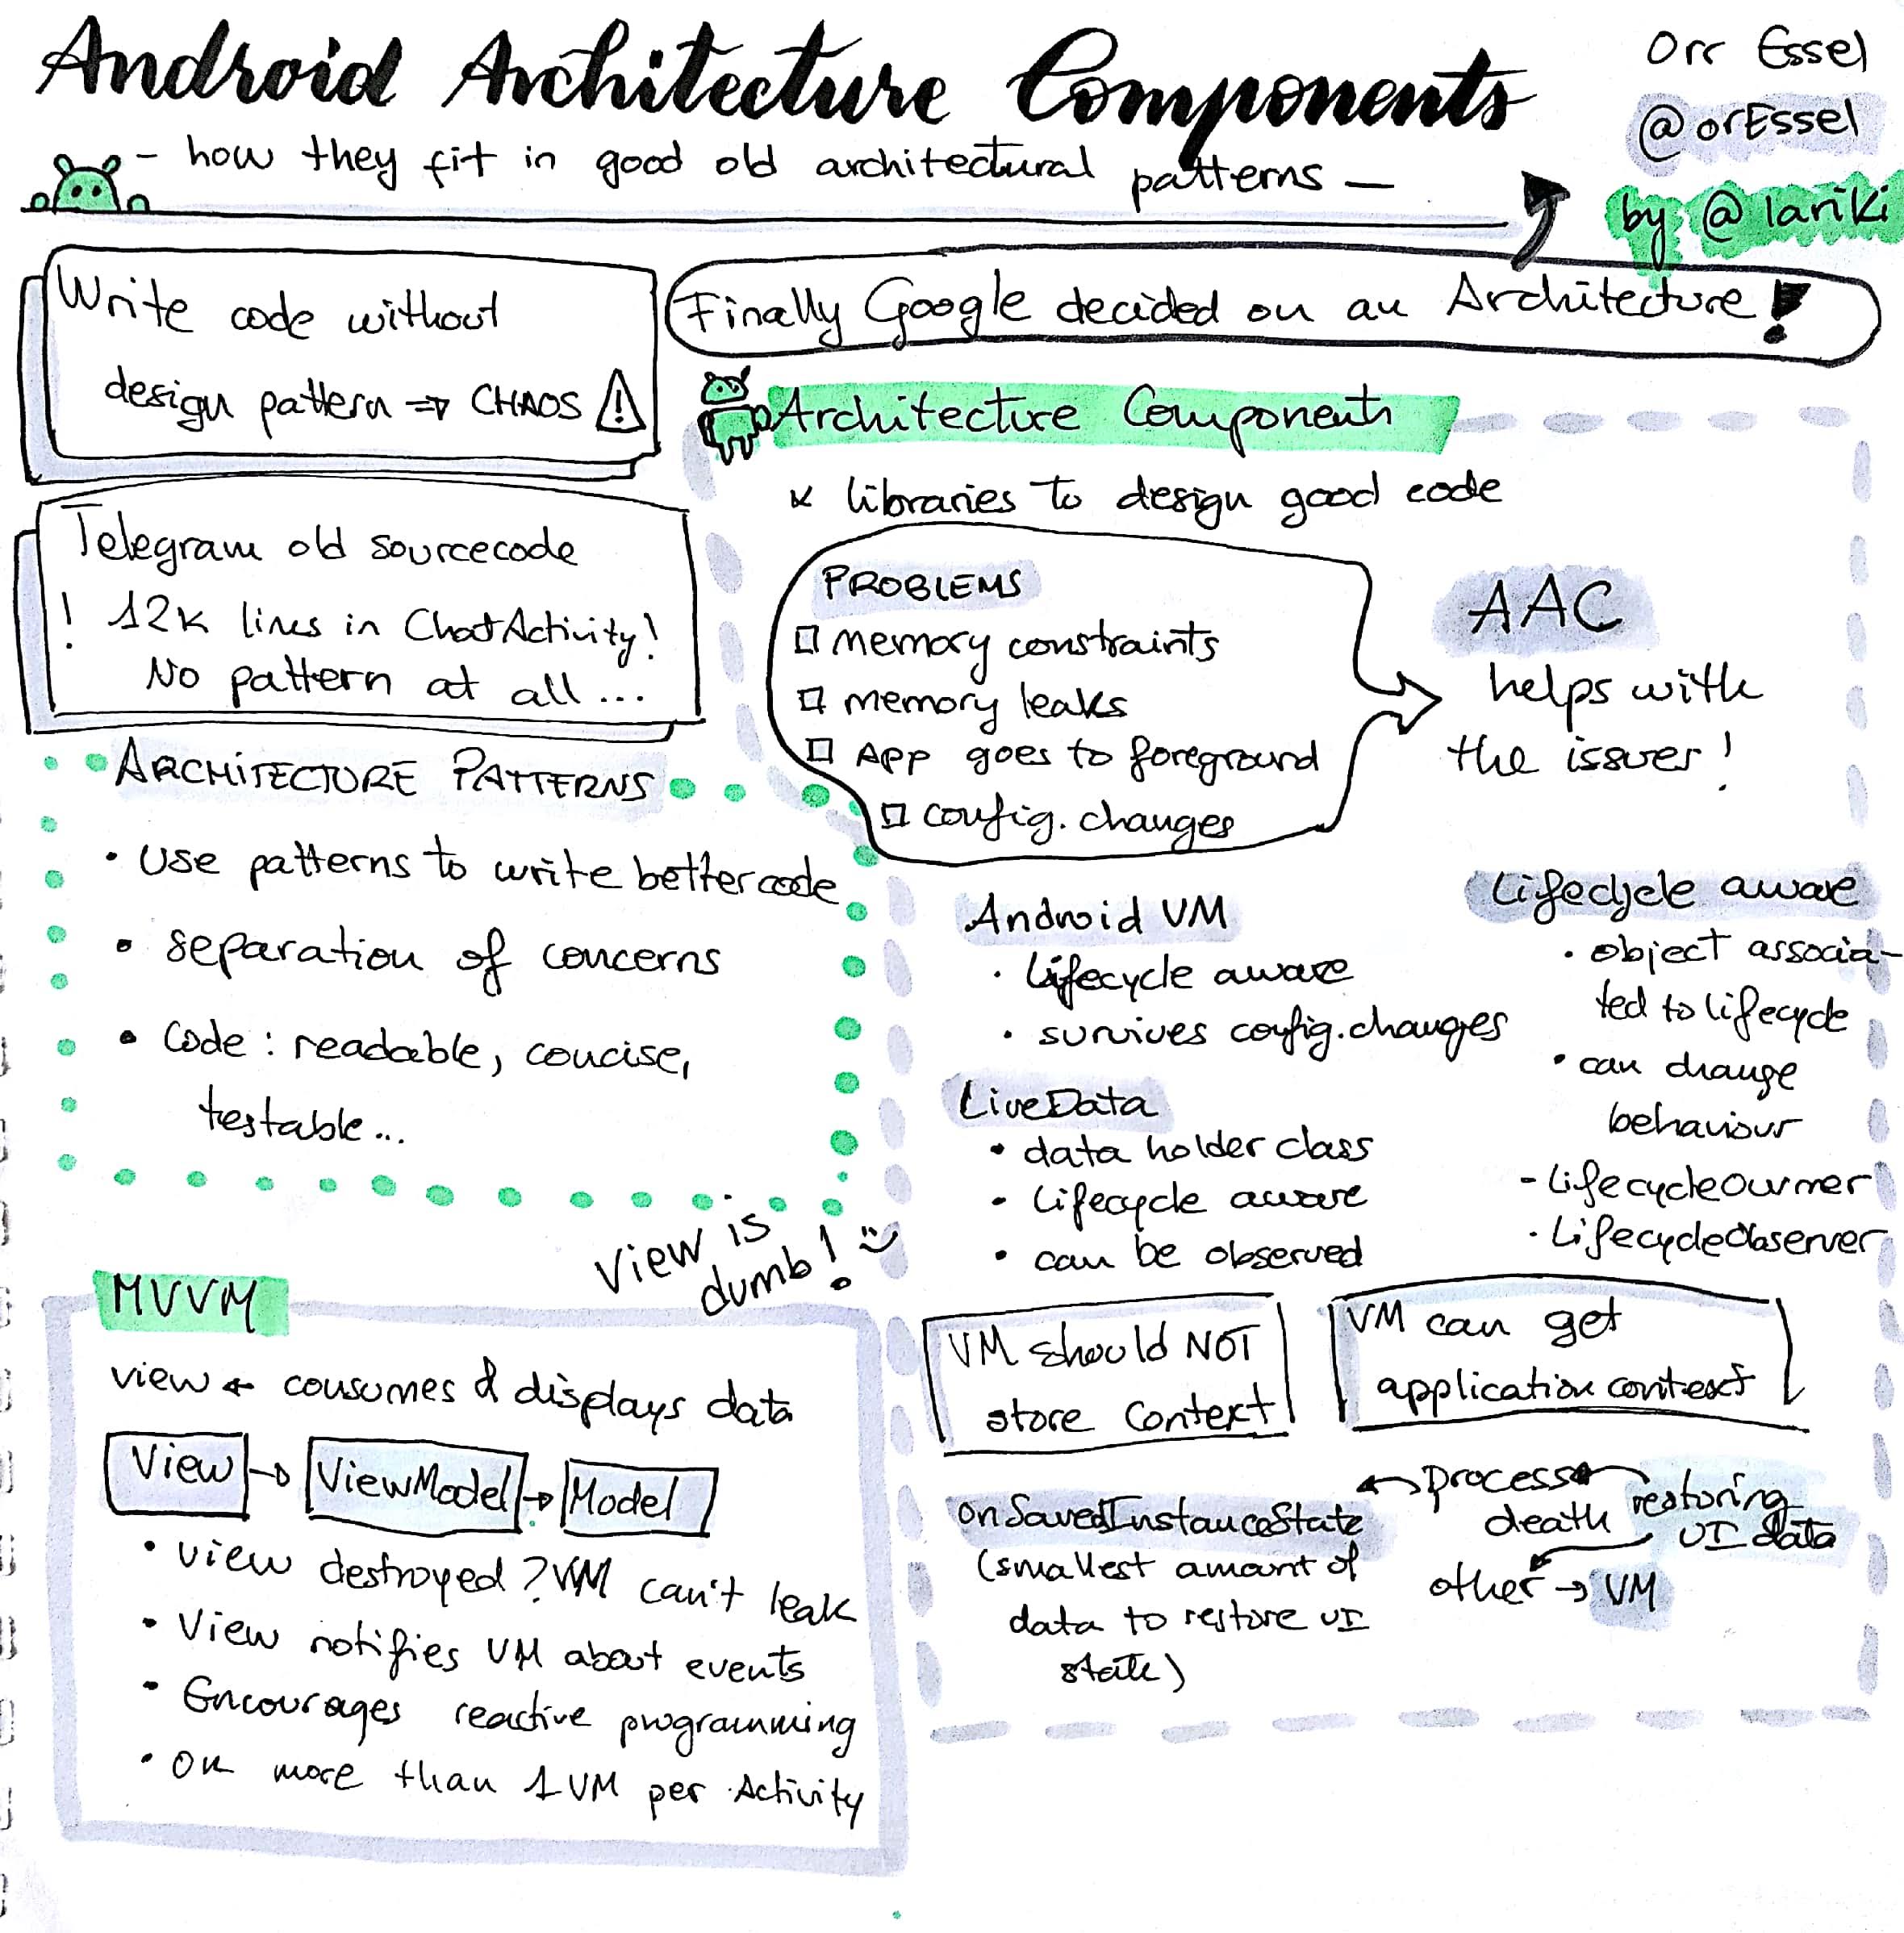 Android Architecture Components
- how they fit in good old architectural patterns -
Orr Essel
@orEssel
by @lariki
Write code without
design pattern => CHAOS
Finally Google decided on an Architecture!
Telegram old sourcecode
! 12k lines in ChatActivity!
No pattern at all...
ARCHITECTURE PATTERNS
• Use patterns to write better code
• separation of concerns
• Code: readable, concise,
testable...
View is
dumb! :)
MVVM
view ← consumes & displays data
View → ViewModel → Model
• view destroyed? VM can't leak
• View notifies VM about events
• Encourages reactive programming
• OK more than 1 VM per Activity
Architecture Components
libraries to design good code
PROBLEMS
□ memory constraints
□ memory leaks
□ App goes to foreground
□ config. changes
AAC
helps with
the issues!
Android VM
• lifecycle aware
• survives config. changes
LiveData
• data holder class
• lifecycle aware
• can be observed
Lifecycle aware
• object associa-
ted to lifecycle
• can change
behaviour
- LifecycleOwner
- LifecycleObserver
VM should NOT
store Context
VM can get
application context
onSavedInstanceState
(smallest amount of
data to restore UI
state)
← process ←
death
restoring
UI data
other → VM